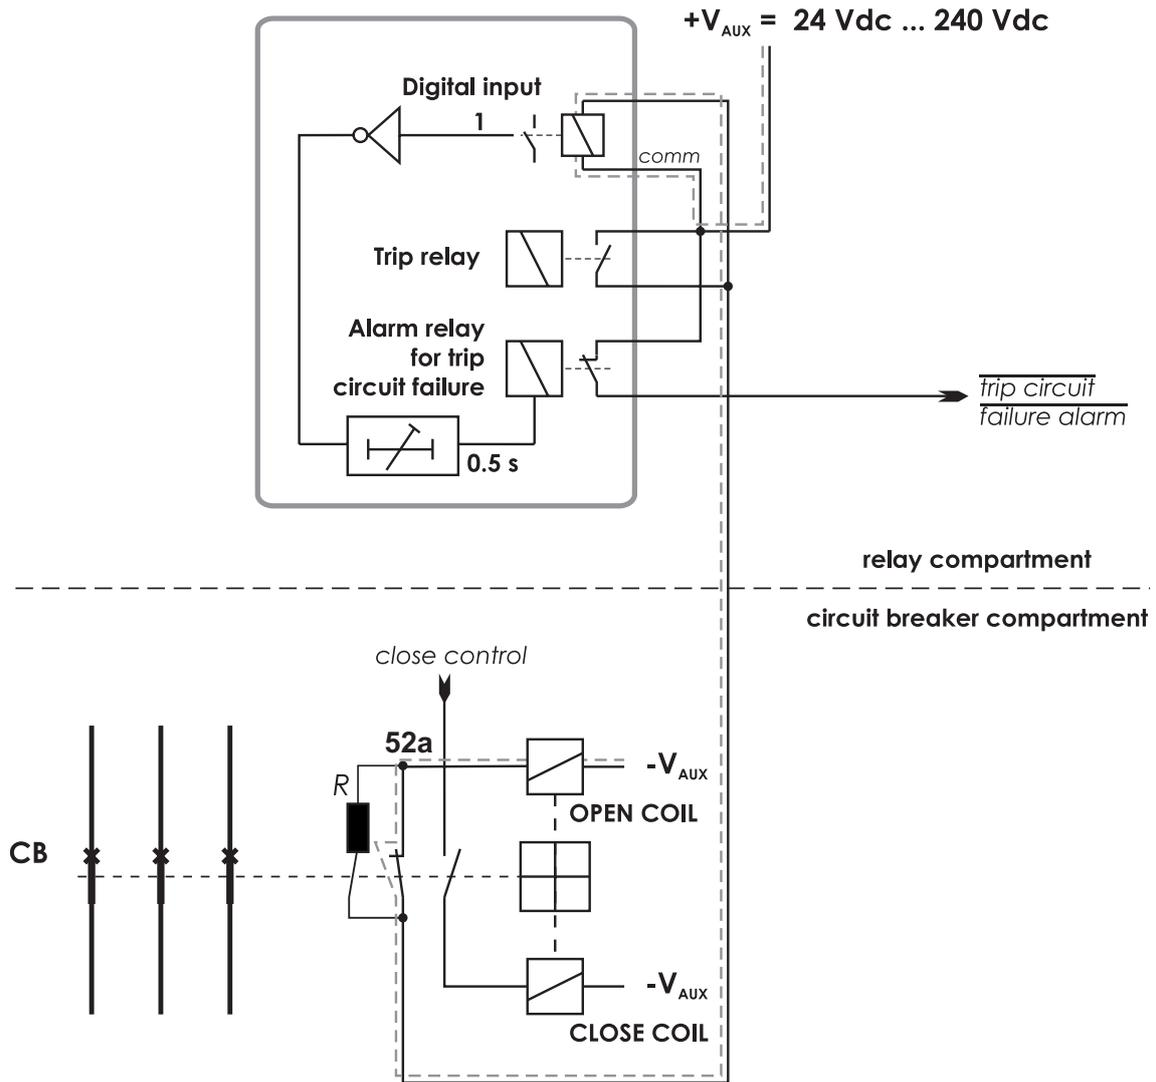 +VAUX = 24 Vdc ... 240 Vdc
Digital input
1
comm
Trip relay
Alarm relay
for trip
circuit failure
trip circuit
failure alarm
0.5 s
relay compartment
circuit breaker compartment
close control
52a
R
-VAUX
OPEN COIL
CB
-VAUX
CLOSE COIL